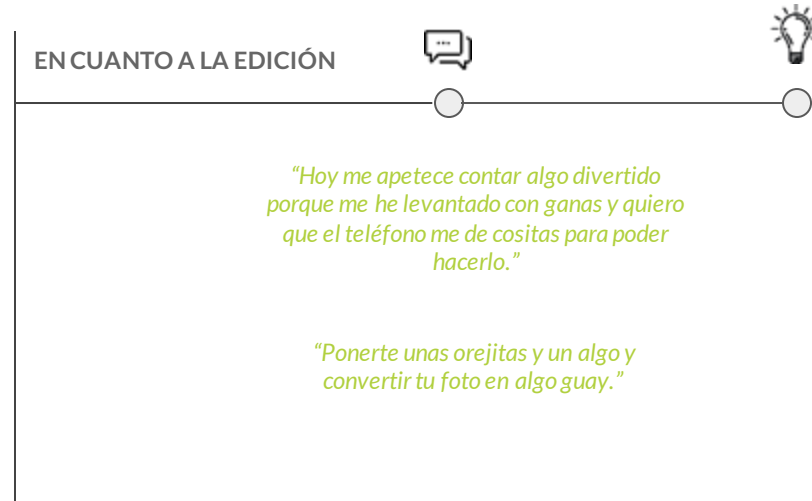 EN CUANTO A LA EDICIÓN
“Hoy me apetece contar algo divertido
porque me he levantado con ganas y quiero
que el teléfono me de cositas para poder
hacerlo.”
“Ponerte unas orejitas y un algo y
convertir tu foto en algo guay.”